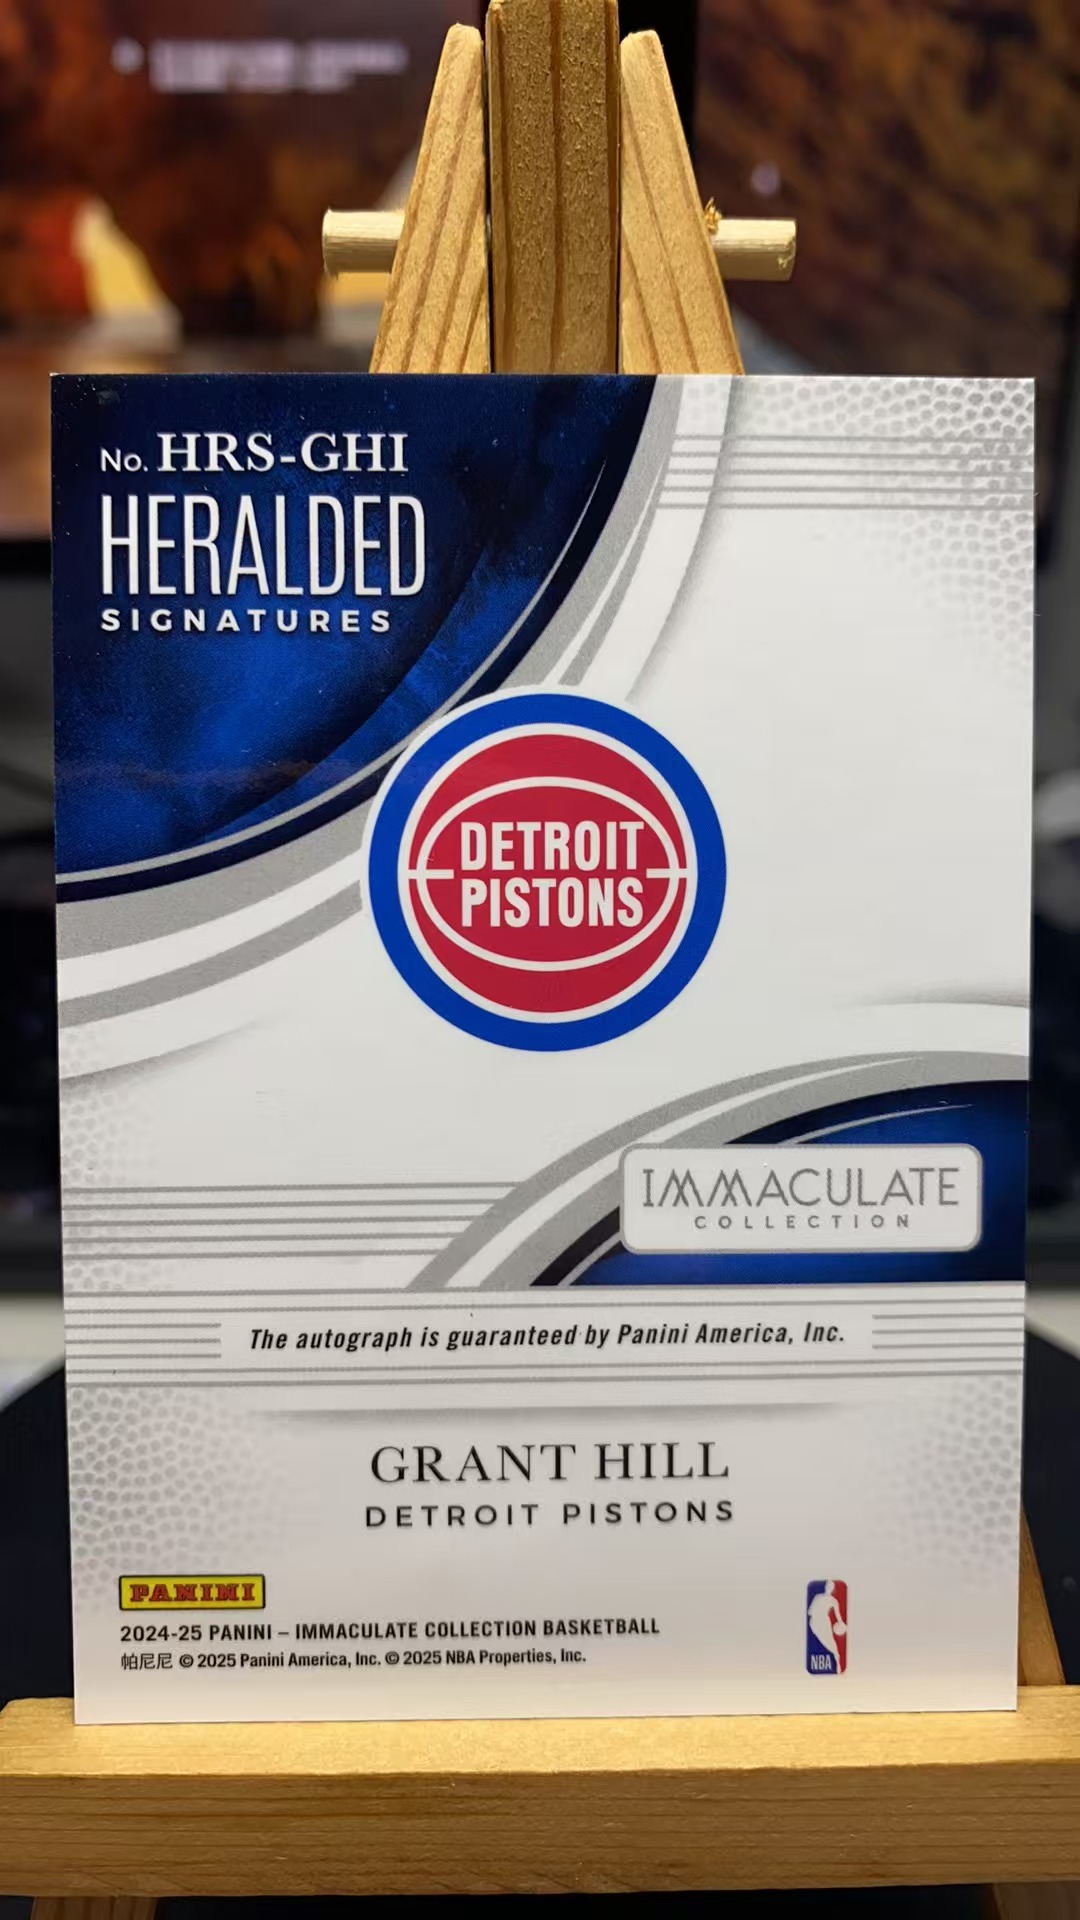 No. HRS-GHI
HERALDED
SIGNATURES
DETROIT
PISTONS
IMMACULATE
COLLECTION
The autograph is guaranteed by Panini America, Inc.
GRANT HILL
DETROIT PISTONS
PANINI
2024-25 PANINI – IMMACULATE COLLECTION BASKETBALL
帕尼尼 © 2025 Panini America, Inc. © 2025 NBA Properties, Inc.
NBA